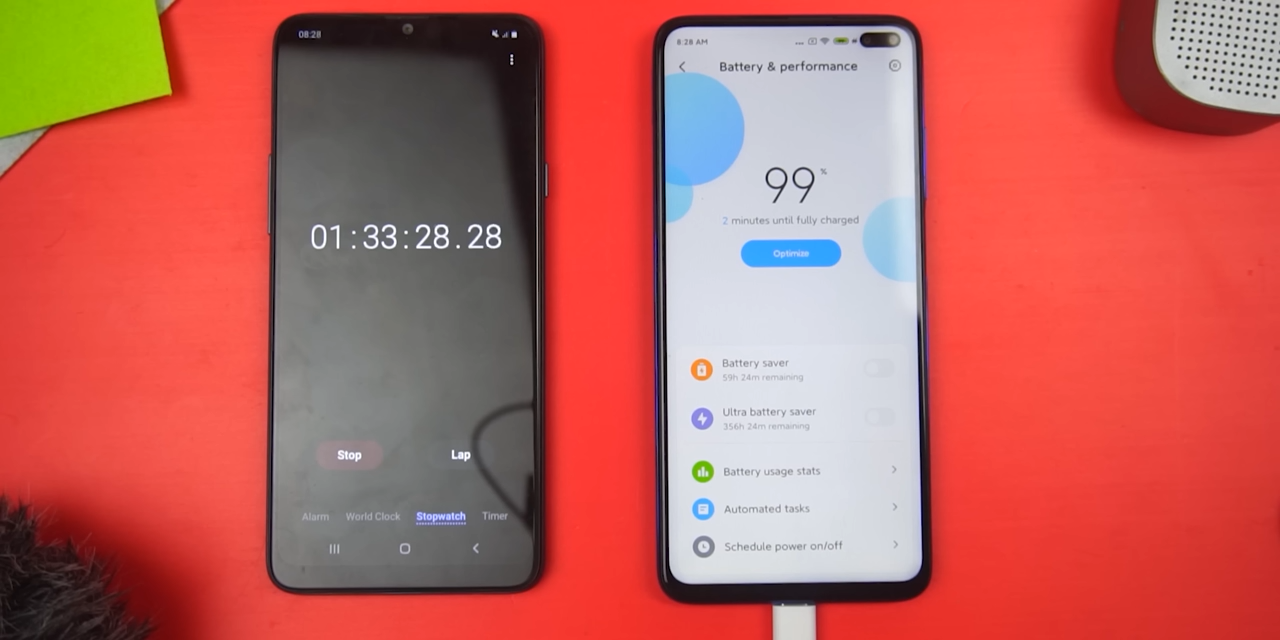 08:28
01:33:28.28
Stop Lap
Alarm World Clock Stopwatch Timer
8:28 AM
Battery & performance
99%
2 minutes until fully charged
Optimize
Battery saver
59h 24m remaining
Ultra battery saver
356h 24m remaining
Battery usage stats
Automated tasks
Schedule power on/off